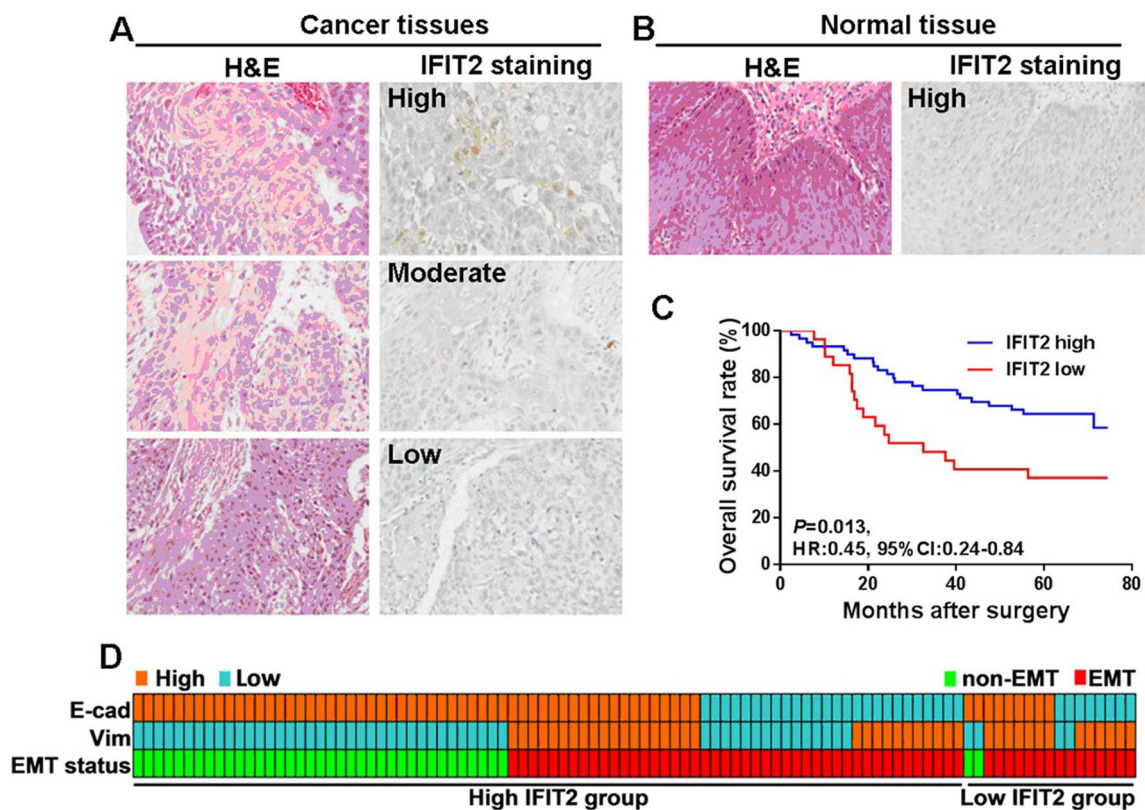 A
Cancer tissues
H&E
IFIT2 staining
High
Moderate
Low
B
Normal tissue
H&E
IFIT2 staining
High
C
Overall survival rate (%)
100
80
60
40
20
0
IFIT2 high
IFIT2 low
P=0.013,
HR:0.45, 95%CI:0.24-0.84
0
20
40
60
80
Months after surgery
D
High
Low
non-EMT
EMT
E-cad
Vim
EMT status
High IFIT2 group
Low IFIT2 group